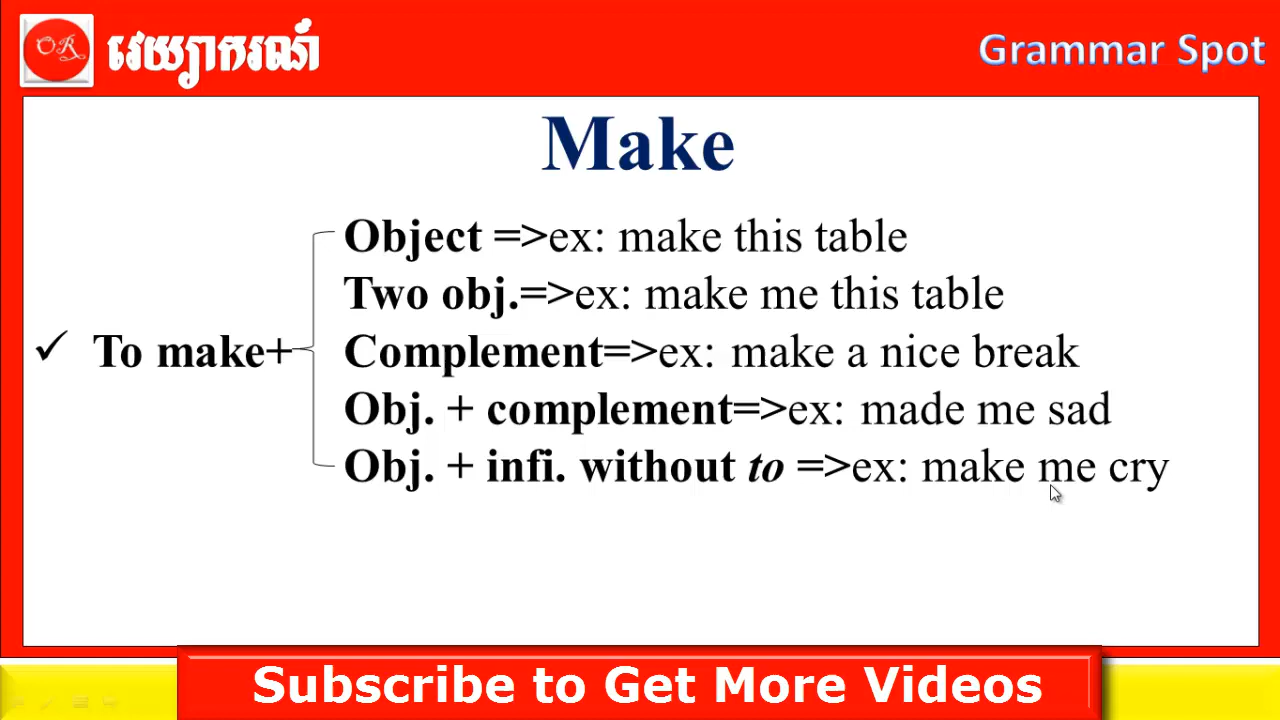 OR
វេយ្យាករណ៍
Grammar Spot
Make
Object =>ex: make this table
Two obj.=>ex: make me this table
✓ To make+
Complement=>ex: make a nice break
Obj. + complement=>ex: made me sad
Obj. + infi. without to =>ex: make me cry
Subscribe to Get More Videos